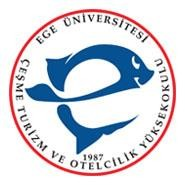 EGE ÜNİVERSİTESİ
ÇEŞME TURİZM VE OTELCİLİK YÜKSEKOKULU
1987